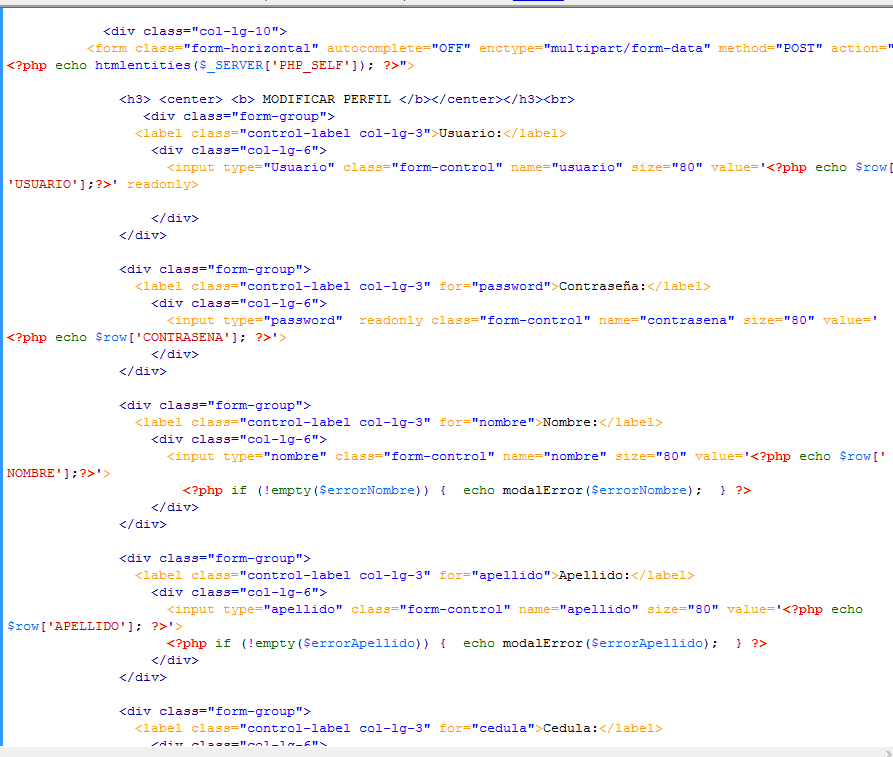 <div class="col-lg-10">
<form class="form-horizontal" autocomplete="OFF" enctype="multipart/form-data" method="POST" action="
<?php echo htmlentities($_SERVER['PHP_SELF']); ?>">
<h3> <center> <b> MODIFICAR PERFIL </b></center></h3><br>
<div class="form-group">
<label class="control-label col-lg-3">Usuario:</label>
<div class="col-lg-6">
<input type="Usuario" class="form-control" name="usuario" size="80" value='<?php echo $row[
'USUARIO'];?>' readonly>
</div>
</div>
<div class="form-group">
<label class="control-label col-lg-3" for="password">Contraseña:</label>
<div class="col-lg-6">
<input type="password"  readonly class="form-control" name="contrasena" size="80" value='
<?php echo $row['CONTRASENA']; ?>'>
</div>
</div>
<div class="form-group">
<label class="control-label col-lg-3" for="nombre">Nombre:</label>
<div class="col-lg-6">
<input type="nombre" class="form-control" name="nombre" size="80" value='<?php echo $row['
NOMBRE'];?>'>
<?php if (!empty($errorNombre)) {  echo modalError($errorNombre);  } ?>
</div>
</div>
<div class="form-group">
<label class="control-label col-lg-3" for="apellido">Apellido:</label>
<div class="col-lg-6">
<input type="apellido" class="form-control" name="apellido" size="80" value='<?php echo
$row['APELLIDO']; ?>'>
<?php if (!empty($errorApellido)) {  echo modalError($errorApellido);  } ?>
</div>
</div>
<div class="form-group">
<label class="control-label col-lg-3" for="cedula">Cedula:</label>
<div class="col-lg-6">